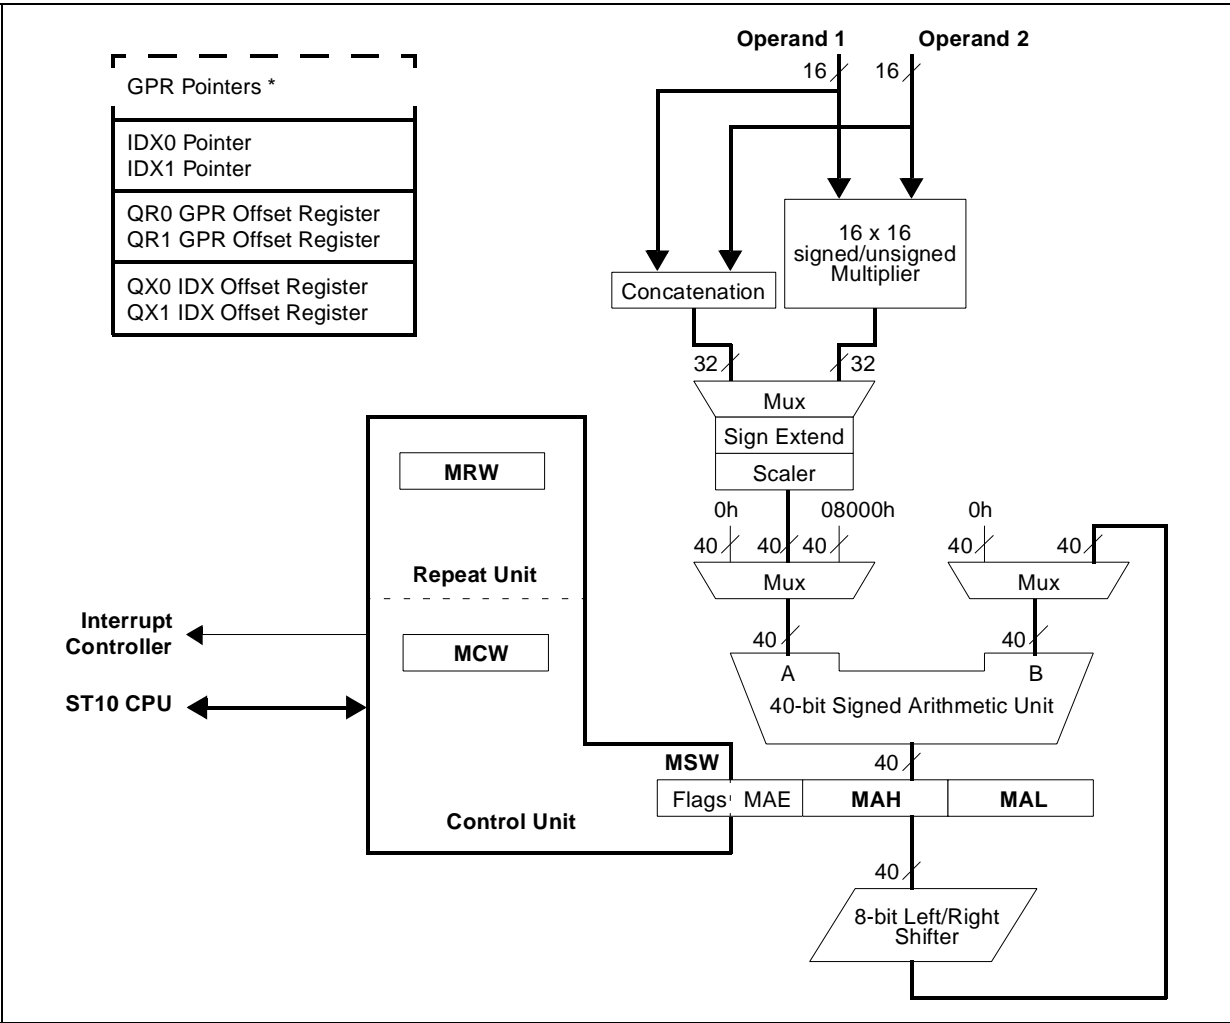 Operand 1
Operand 2
16
16
GPR Pointers *
IDX0 Pointer
IDX1 Pointer
QR0 GPR Offset Register
QR1 GPR Offset Register
QX0 IDX Offset Register
QX1 IDX Offset Register
16 x 16
signed/unsigned
Multiplier
Concatenation
32
32
Mux
Sign Extend
Scaler
MRW
0h
08000h
0h
40
40
40
40
40
Repeat Unit
Mux
Mux
Interrupt
Controller
MCW
40
40
A
B
ST10 CPU
40-bit Signed Arithmetic Unit
MSW
40
Flags
MAE
MAH
MAL
Control Unit
40
8-bit Left/Right
Shifter